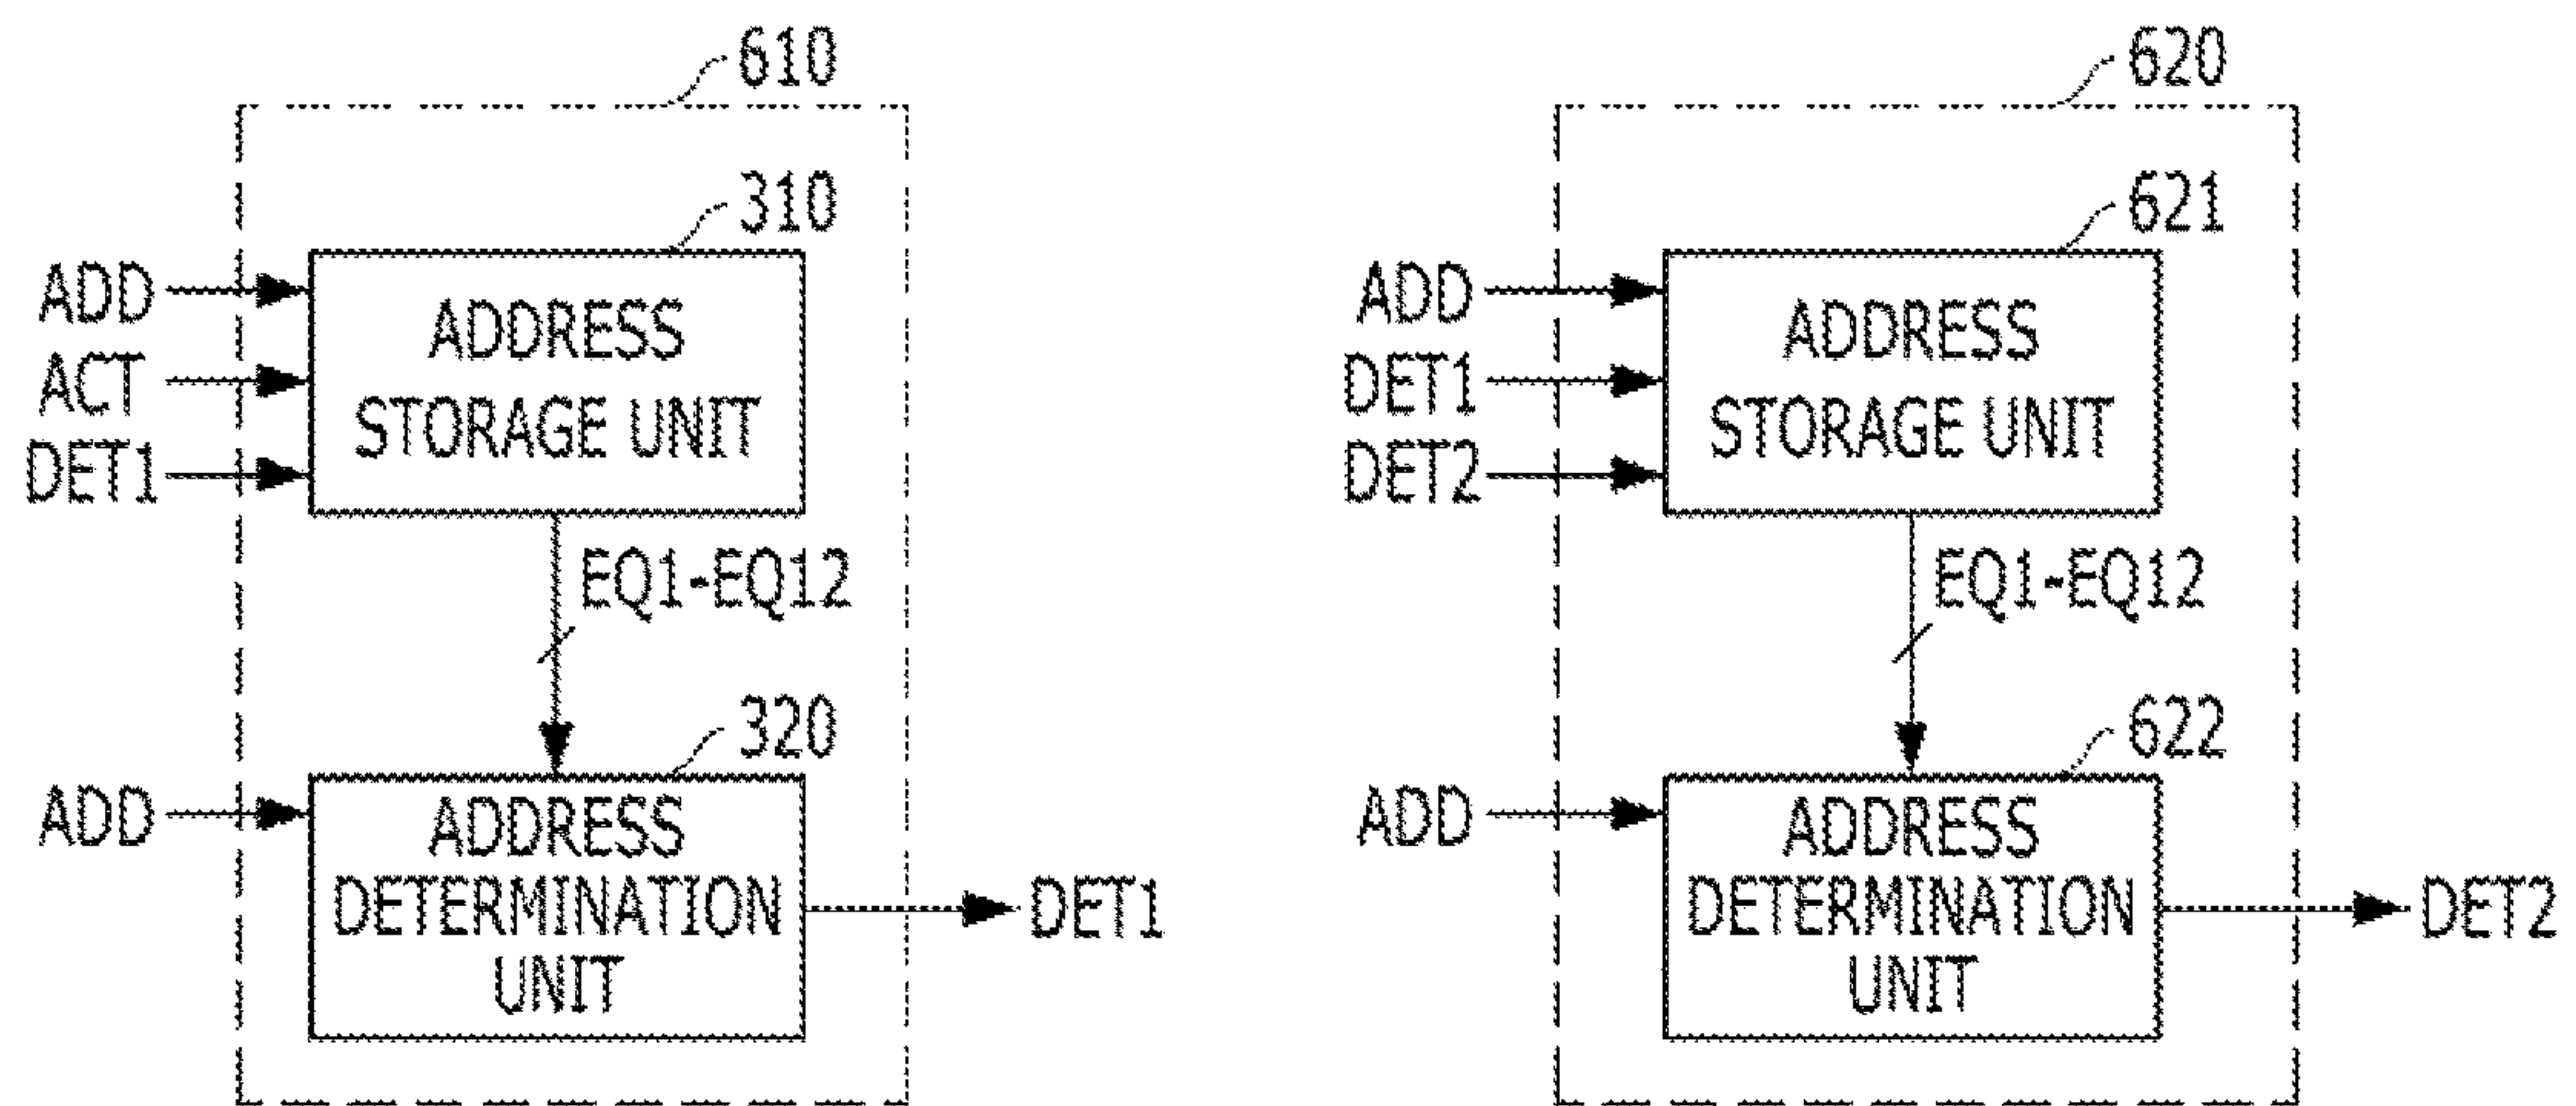 610
310
ADD
ACT
DET1
ADDRESS
STORAGE UNIT
EQ1-EQ12
320
ADD
ADDRESS
DETERMINATION
UNIT
DET1
620
621
ADD
DET1
DET2
ADDRESS
STORAGE UNIT
EQ1-EQ12
622
ADD
ADDRESS
DETERMINATION
UNIT
DET2